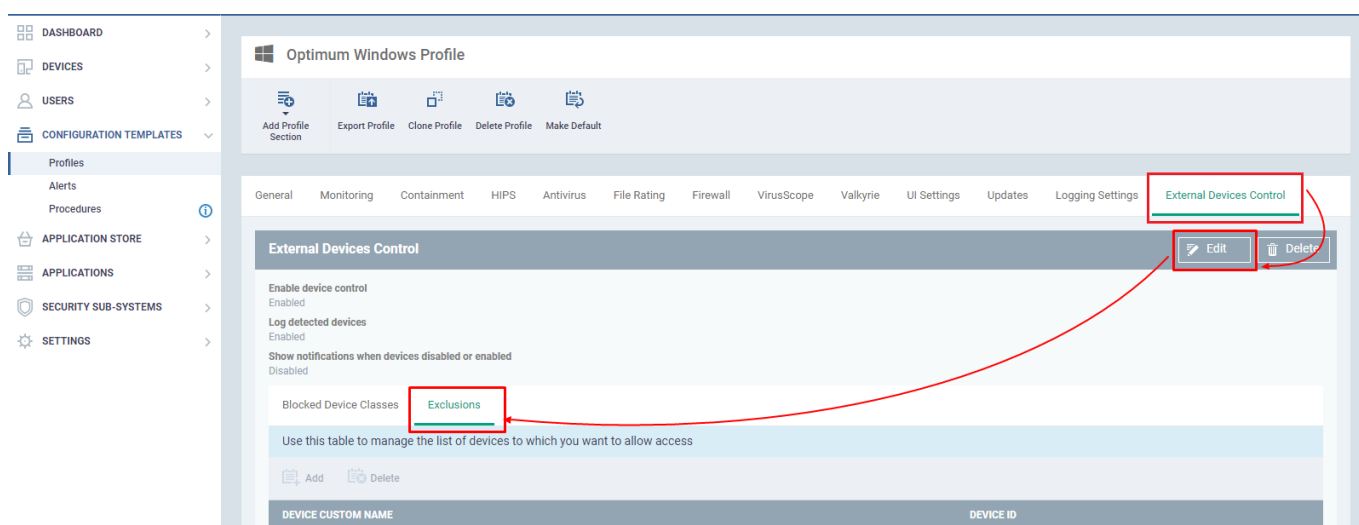 DASHBOARD
DEVICES
USERS
CONFIGURATION TEMPLATES
Profiles
Alerts
Procedures
APPLICATION STORE
APPLICATIONS
SECURITY SUB-SYSTEMS
SETTINGS
Optimum Windows Profile
Add Profile Section
Export Profile
Clone Profile
Delete Profile
Make Default
General Monitoring Containment HIPS Antivirus File Rating Firewall VirusScope Valkyrie UI Settings Updates Logging Settings External Devices Control
External Devices Control Edit Delete
Enable device control
Enabled
Log detected devices
Enabled
Show notifications when devices disabled or enabled
Disabled
Blocked Device Classes Exclusions
Use this table to manage the list of devices to which you want to allow access
Add Delete
DEVICE CUSTOM NAME DEVICE ID